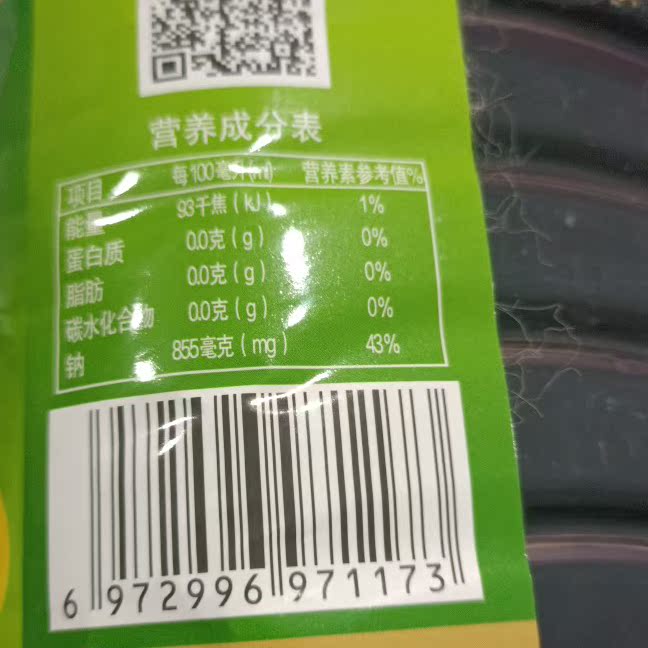 营养成分表
项目 每100毫升(ml) 营养素参考值%
能量 93千焦(kJ) 1%
蛋白质 0.0克(g) 0%
脂肪 0.0克(g) 0%
碳水化合物 0.0克(g) 0%
钠 855毫克(mg) 43%
6 972996 971173